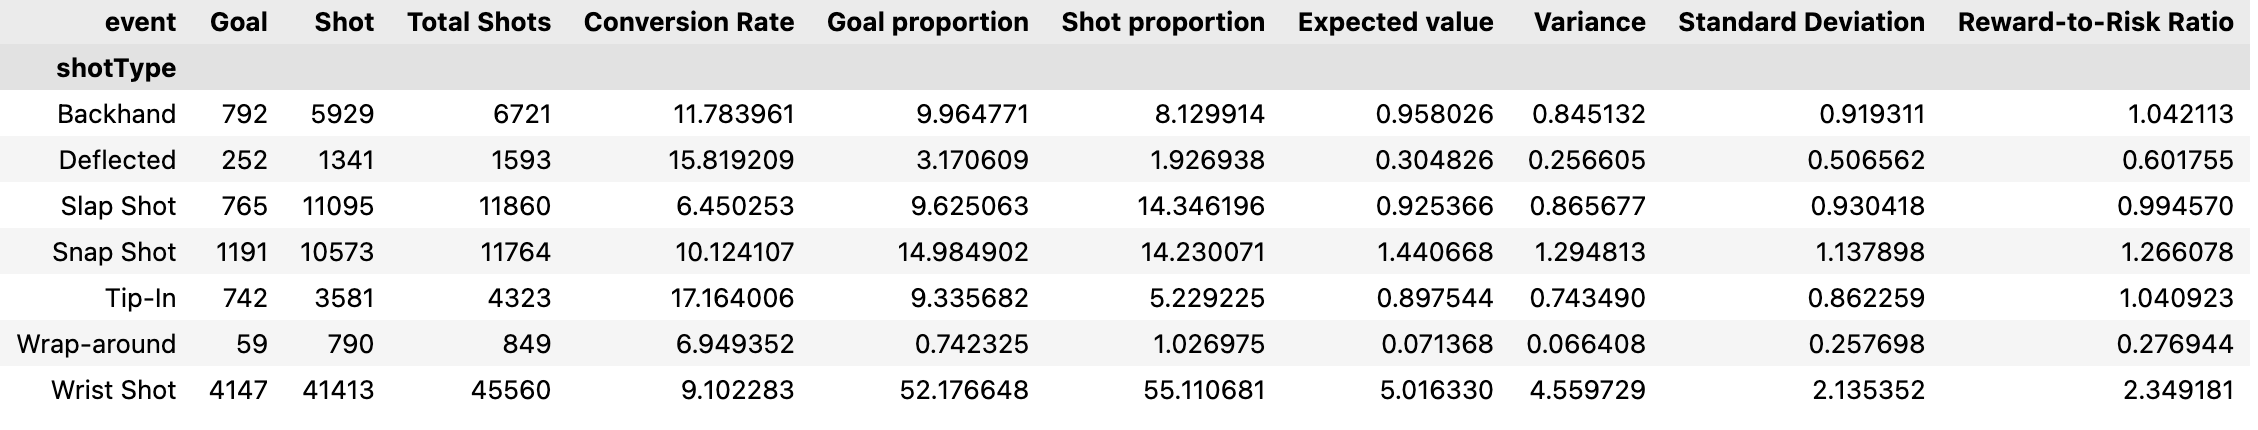 event Goal Shot Total Shots Conversion Rate Goal proportion Shot proportion Expected value Variance Standard Deviation Reward-to-Risk Ratio
shotType
Backhand 792 5929 6721 11.783961 9.964771 8.129914 0.958026 0.845132 0.919311 1.042113
Deflected 252 1341 1593 15.819209 3.170609 1.926938 0.304826 0.256605 0.506562 0.601755
Slap Shot 765 11095 11860 6.450253 9.625063 14.346196 0.925366 0.865677 0.930418 0.994570
Snap Shot 1191 10573 11764 10.124107 14.984902 14.230071 1.440668 1.294813 1.137898 1.266078
Tip-In 742 3581 4323 17.164006 9.335682 5.229225 0.897544 0.743490 0.862259 1.040923
Wrap-around 59 790 849 6.949352 0.742325 1.026975 0.071368 0.066408 0.257698 0.276944
Wrist Shot 4147 41413 45560 9.102283 52.176648 55.110681 5.016330 4.559729 2.135352 2.349181